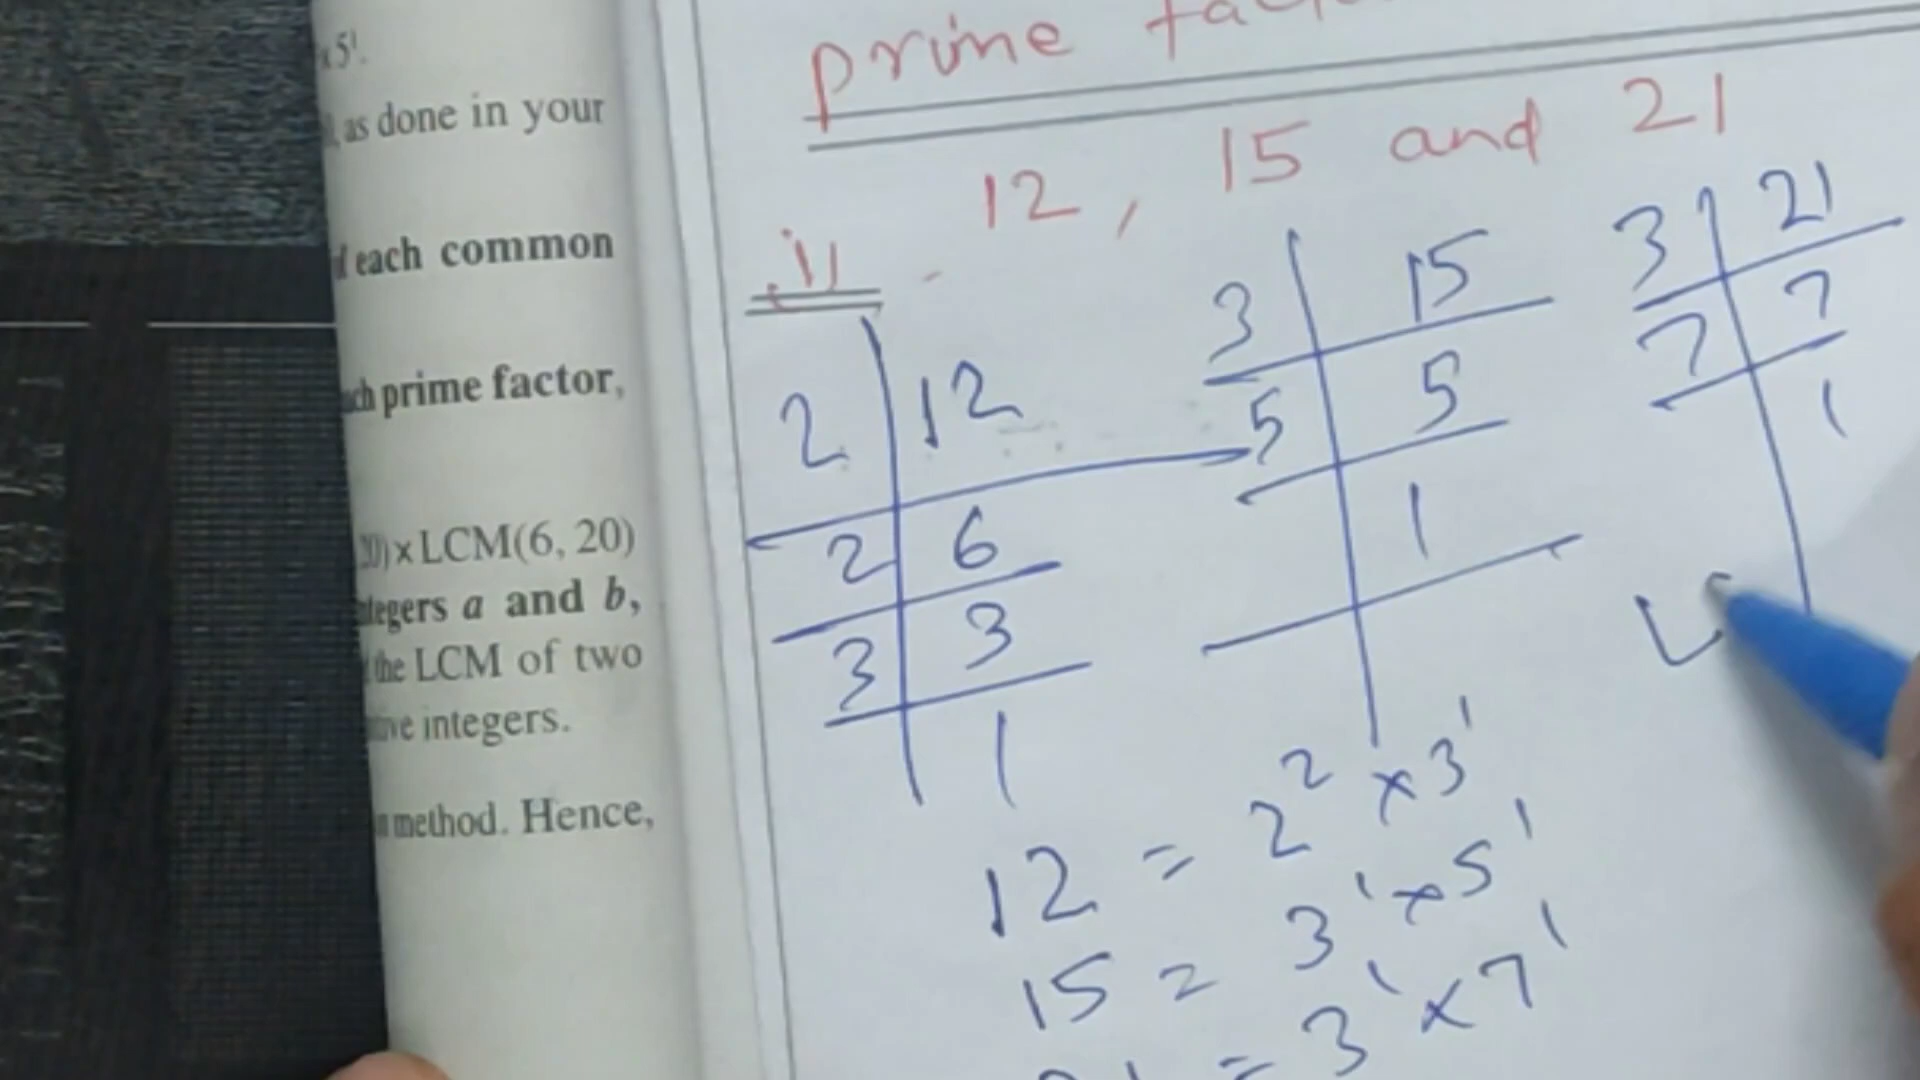 x 5¹.
as done in your
each common
prime factor,
x LCM(6, 20)
a and b,
the LCM of two
integers.
method. Hence,
prime
12, 15 and 21
2 | 12
2 | 6
3 | 3
1
3 | 15
5 | 5
1
3 | 21
7 | 7
1
L
12 = 2² x 3¹
15 = 3¹ x 5¹
= 3¹ x 7¹